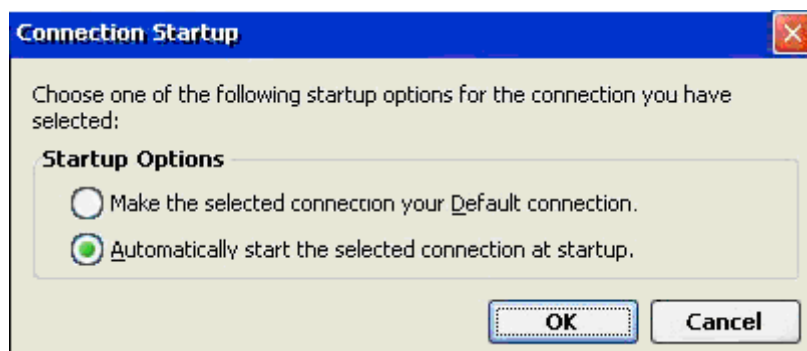 Connection Startup
Choose one of the following startup options for the connection you have
selected:
Startup Options
Make the selected connection your Default connection.
Automatically start the selected connection at startup.
OK Cancel